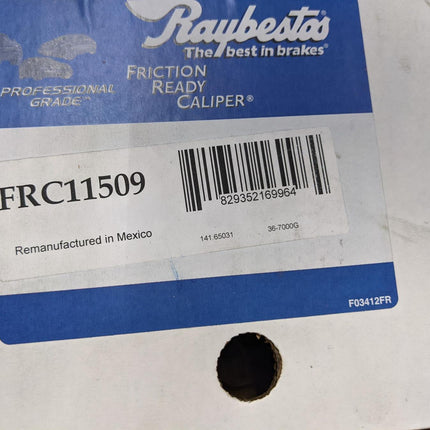 Raybestos
The best in brakes®
PROFESSIONAL
GRADE™
FRICTION
READY
CALIPER®
FRC11509
829352169964
Remanufactured in Mexico
141.65031
36-7000G
F03412FR